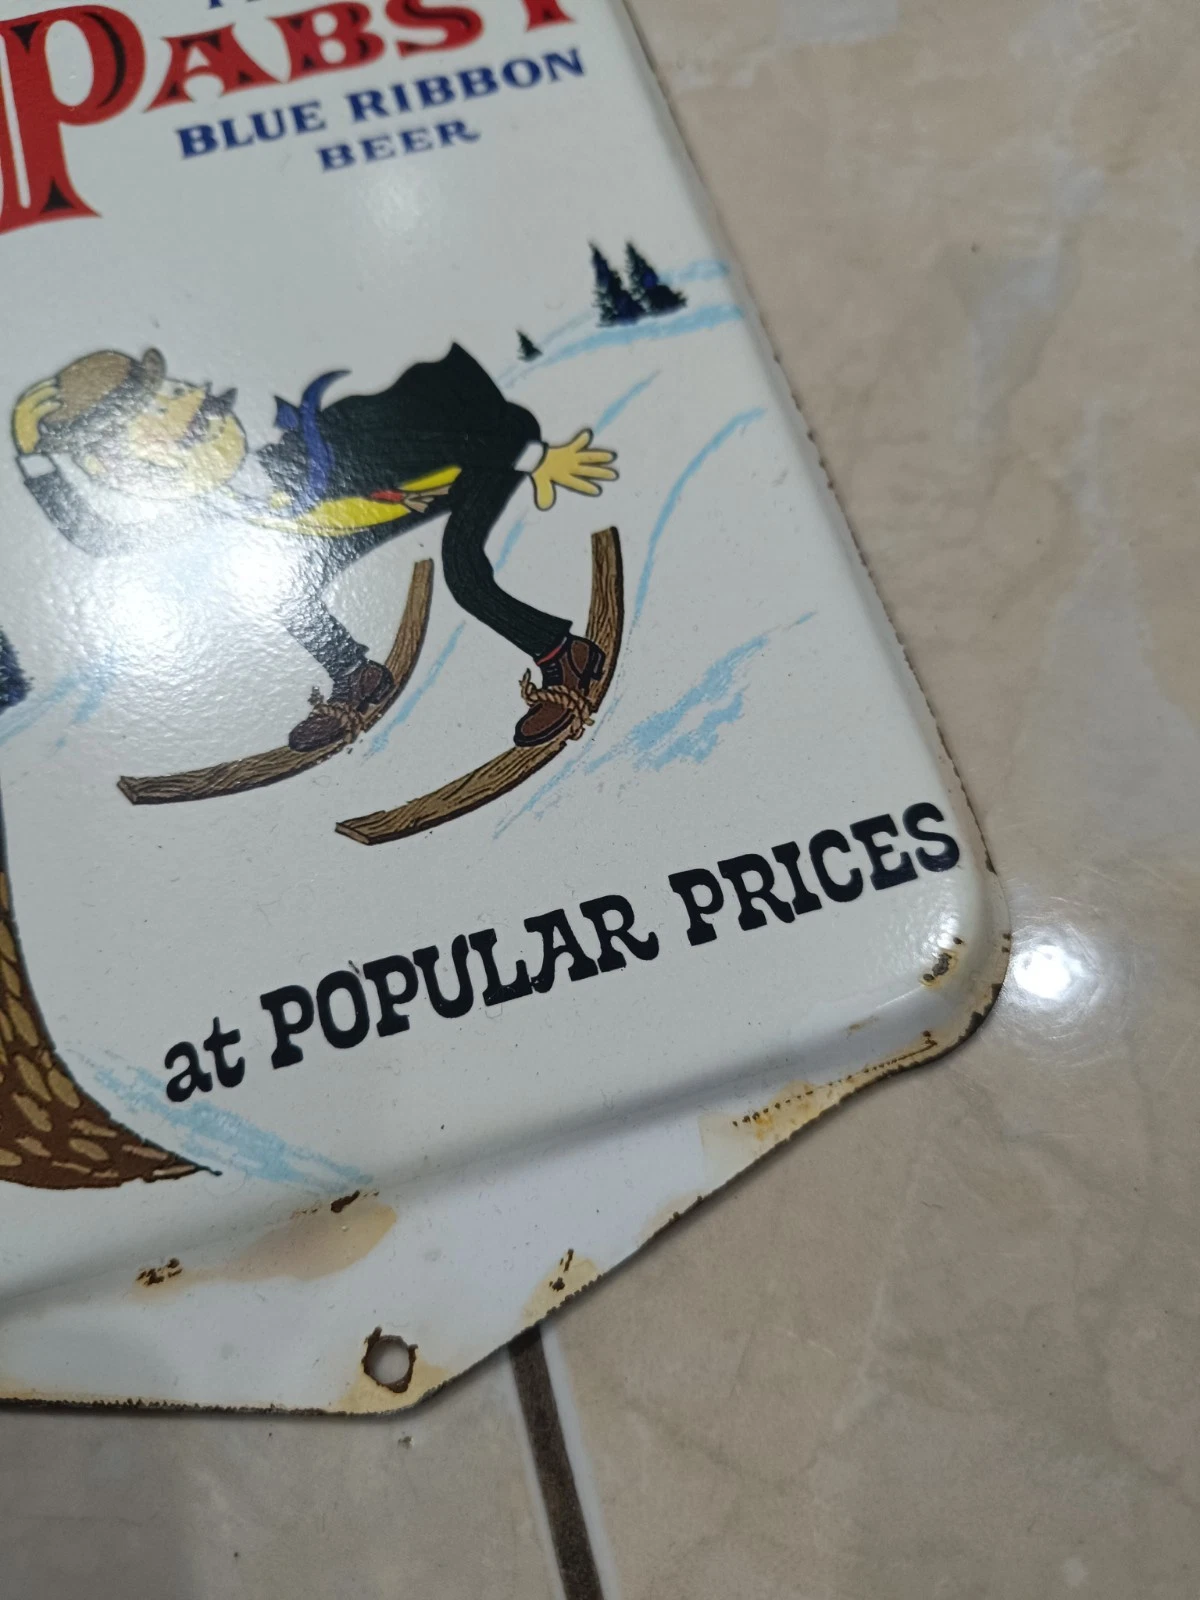 PABST
BLUE RIBBON
BEER
at POPULAR PRICES